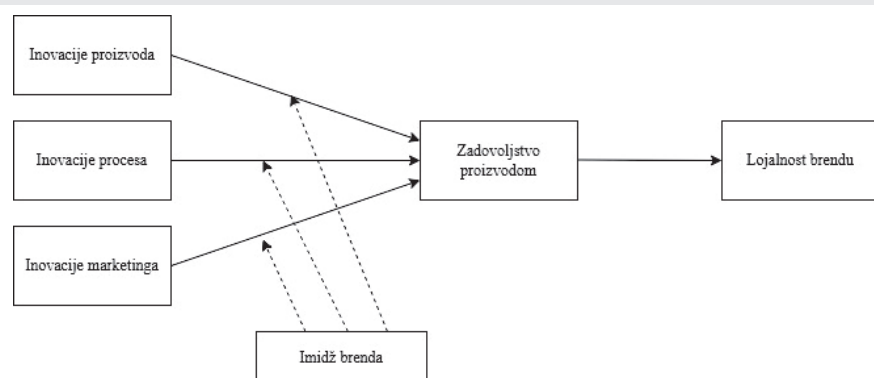 Inovacije proizvoda
Inovacije procesa
Zadovoljstvo
proizvodom
Lojalnost brendu
Inovacije marketinga
Imidž brenda